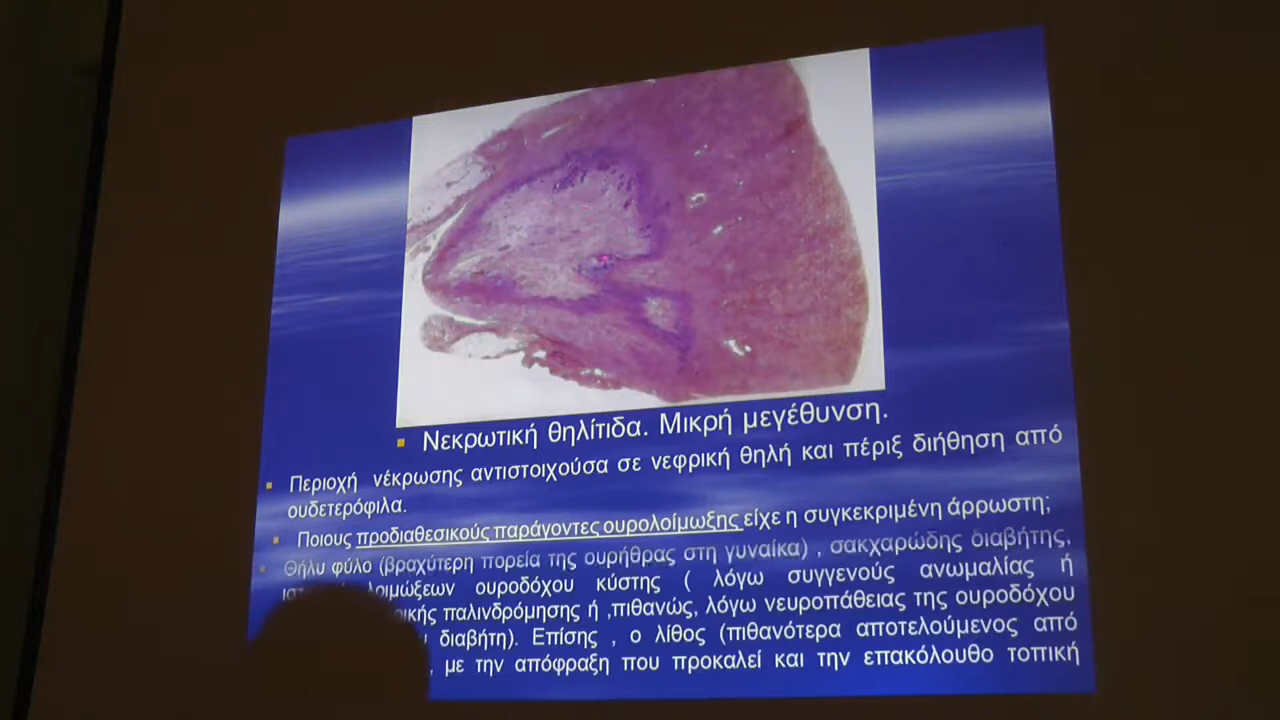 Νεκρωτική θηλίτιδα. Μικρή μεγέθυνση.
Περιοχή νέκρωσης αντιστοιχούσα σε νεφρική θηλή και πέριξ διήθηση από
ουδετερόφιλα.
Ποιους προδιαθεσικούς παράγοντες ουρολοίμωξης είχε η συγκεκριμένη άρρωστη;
Θήλυ φύλο (βραχύτερη πορεία της ουρήθρας στη γυναίκα) , σακχαρώδης διαβήτης,
ουροδόχου κύστης ( λόγω συγγενούς ανωμαλίας ή
παλινδρόμησης ή ,πιθανώς, λόγω νευροπάθειας της ουροδόχου
διαβήτη). Επίσης , ο λίθος (πιθανότερα αποτελούμενος από
, με την απόφραξη που προκαλεί και την επακόλουθο τοπική